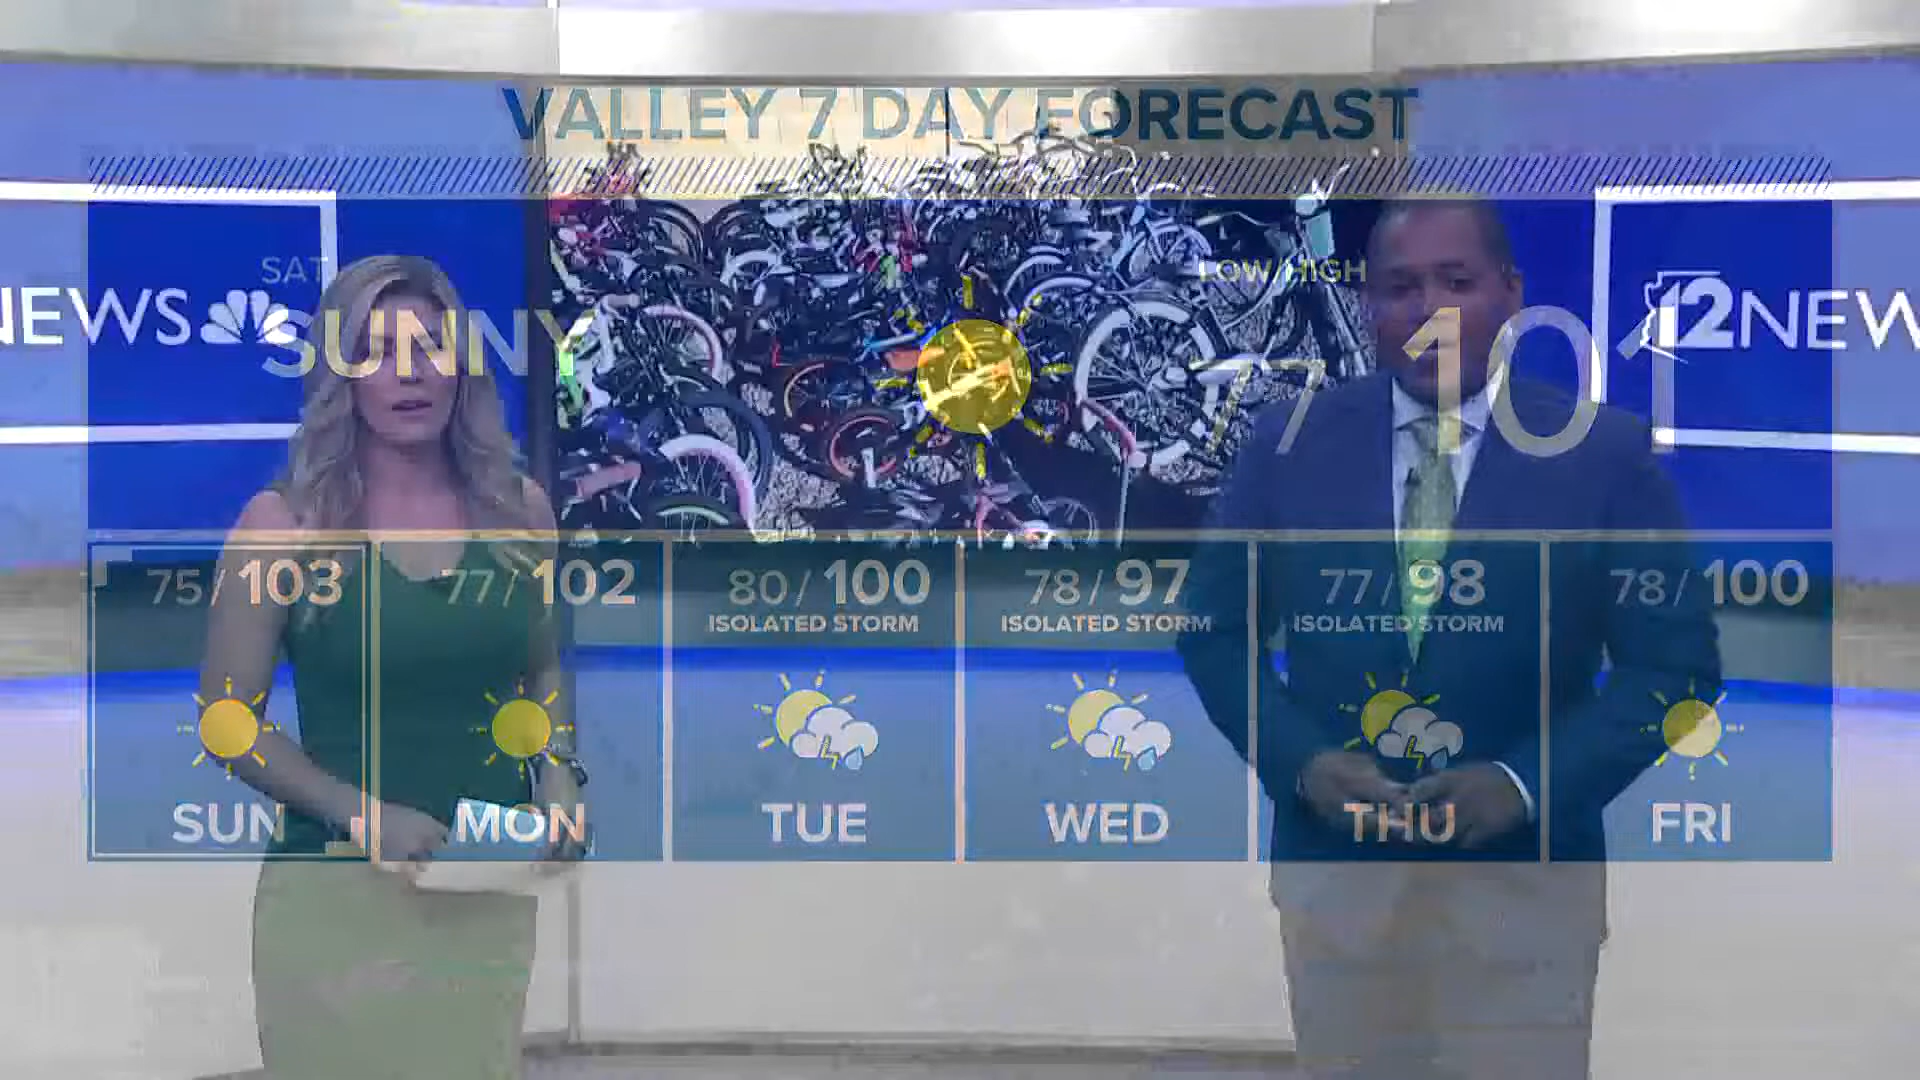 VALLEY 7 DAY FORECAST
NEWS
SAT
SUNNY
LOW/HIGH
77 101
12NEW
75/103
SUN
77/102
MON
80/100
ISOLATED STORM
TUE
78/97
ISOLATED STORM
WED
77/98
ISOLATED STORM
THU
78/100
FRI